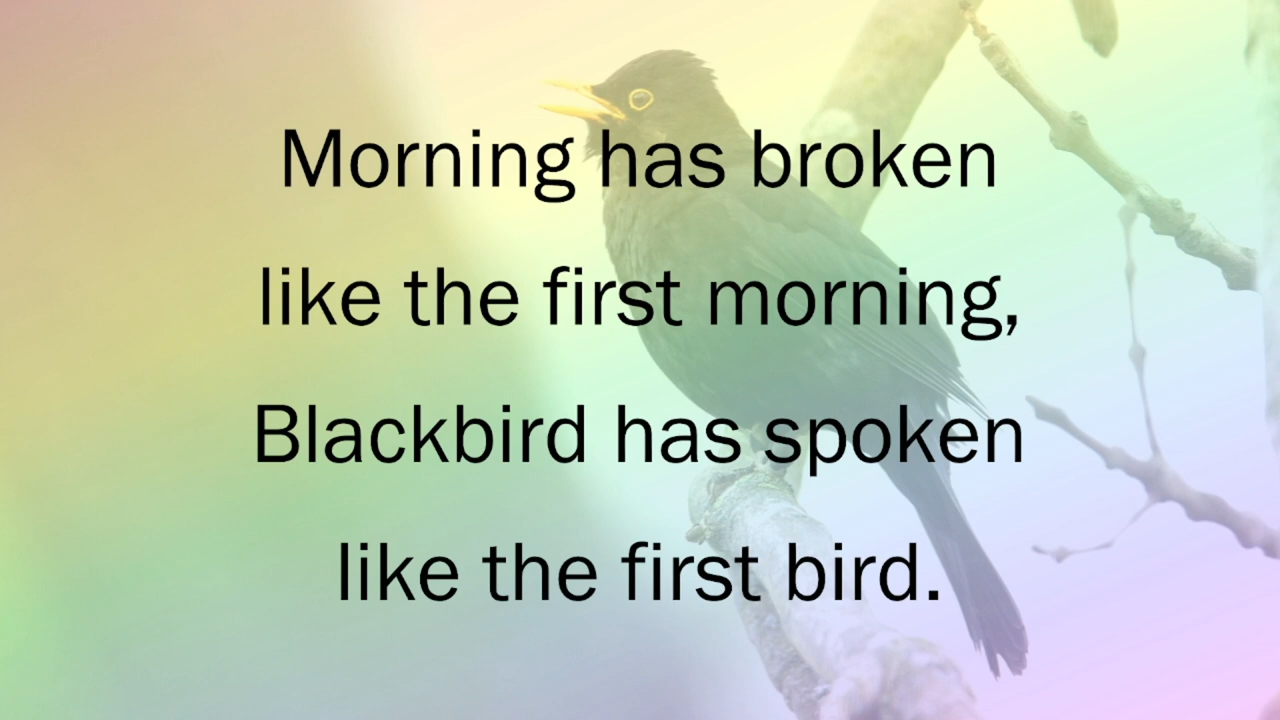 Morning has broken
like the first morning,
Blackbird has spoken
like the first bird.